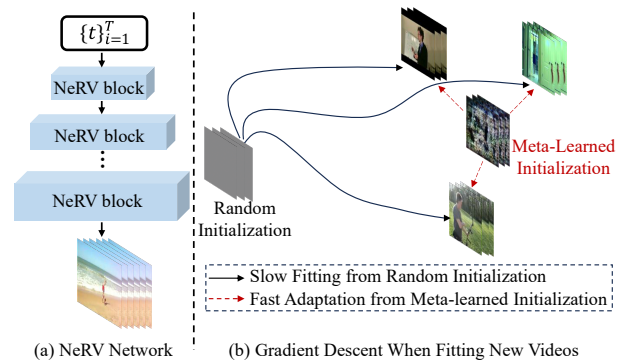 {t}_{i=1}^{T}
NeRV block
NeRV block
NeRV block
(a) NeRV Network
Random
Initialization
Meta-Learned
Initialization
Slow Fitting from Random Initialization
Fast Adaptation from Meta-learned Initialization
(b) Gradient Descent When Fitting New Videos